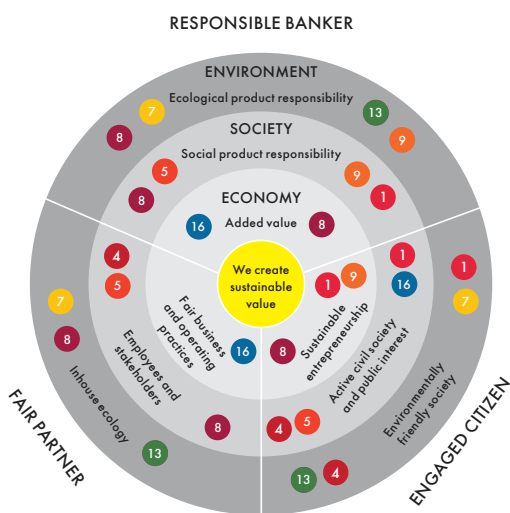 RESPONSIBLE BANKER
ENVIRONMENT
Ecological product responsibility
7
13
8
9
SOCIETY
Social product responsibility
5
9
8
1
ECONOMY
Added value
16
8
We create
sustainable
value
4
5
1
16
1
7
7
8
1
9
Fair business
and operating
practices
16
Sustainable
entrepreneurship
8
Employees and
stakeholders
8
Active civil society
and public interest
4
5
Inhouse ecology
13
Environmentally
friendly society
13
4
FAIR PARTNER
ENGAGED CITIZEN